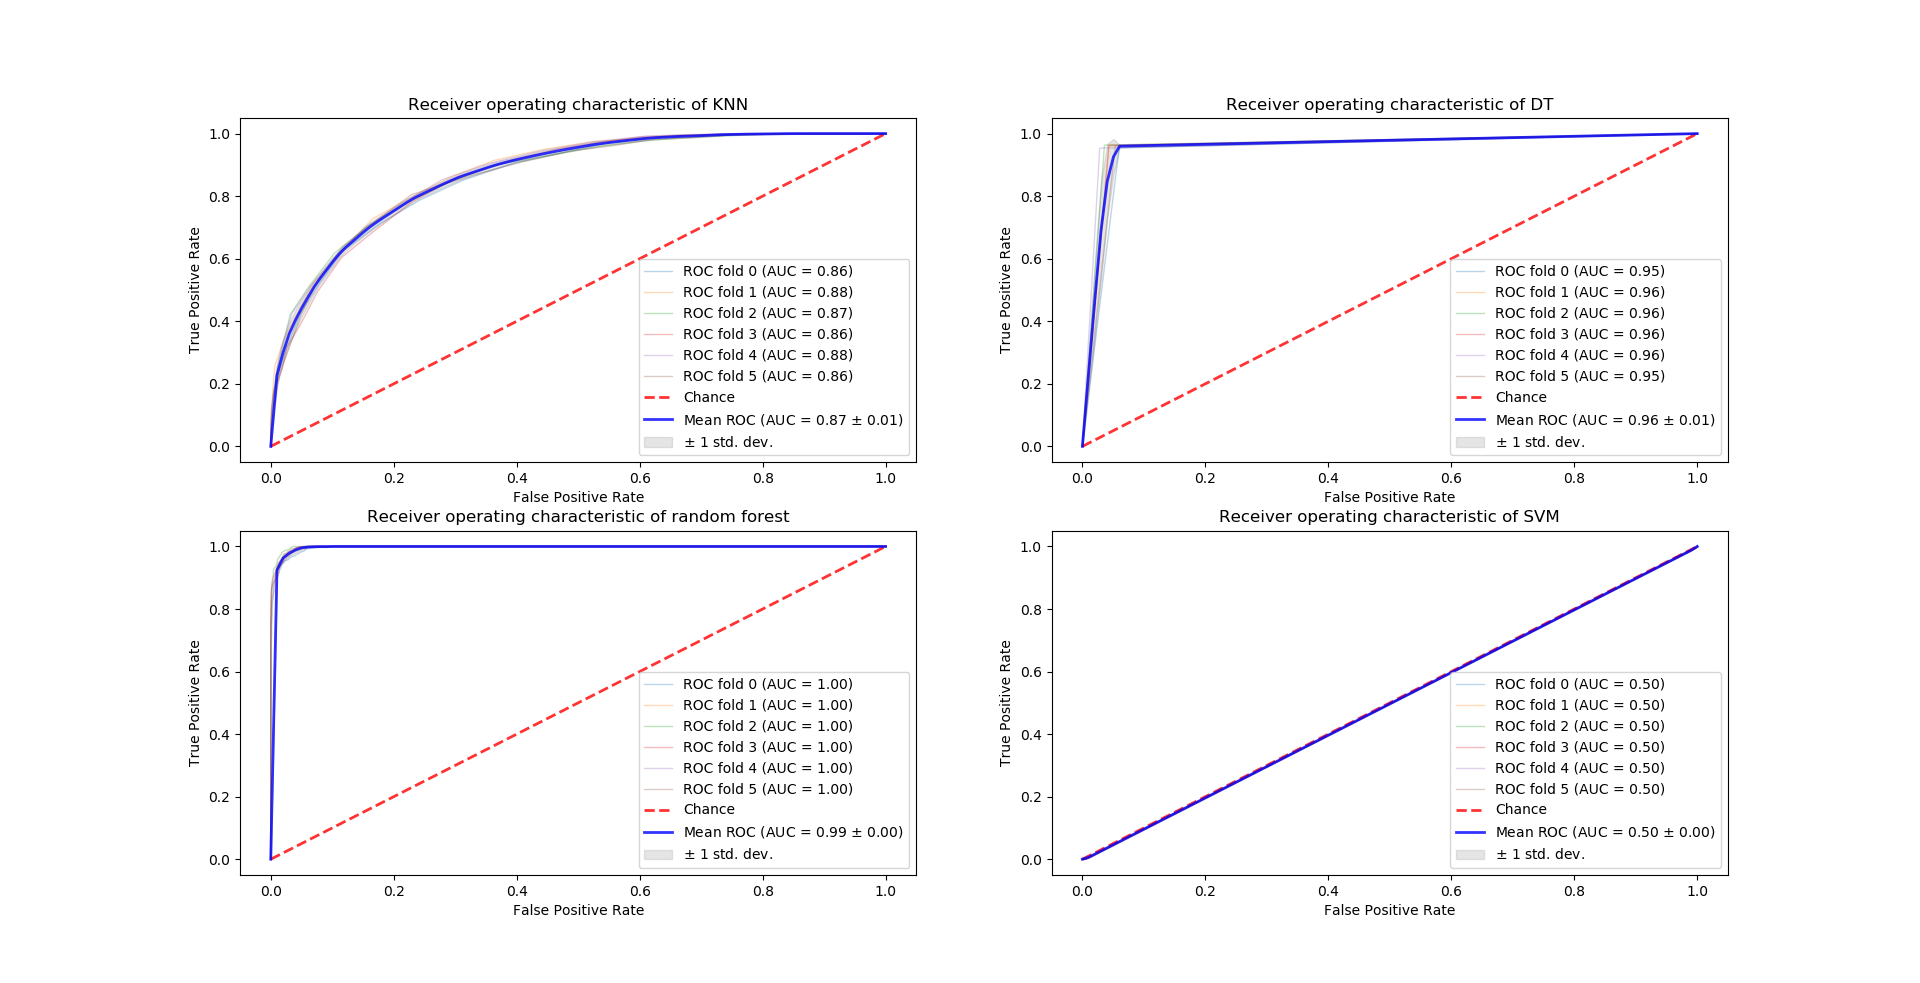 Receiver operating characteristic of KNN
True Positive Rate
1.0
0.8
0.6
0.4
0.2
0.0
ROC fold 0 (AUC = 0.86)
ROC fold 1 (AUC = 0.88)
ROC fold 2 (AUC = 0.87)
ROC fold 3 (AUC = 0.86)
ROC fold 4 (AUC = 0.88)
ROC fold 5 (AUC = 0.86)
Chance
Mean ROC (AUC = 0.87 ± 0.01)
± 1 std. dev.
0.0 0.2 0.4 0.6 0.8 1.0
False Positive Rate
Receiver operating characteristic of DT
True Positive Rate
1.0
0.8
0.6
0.4
0.2
0.0
ROC fold 0 (AUC = 0.95)
ROC fold 1 (AUC = 0.96)
ROC fold 2 (AUC = 0.96)
ROC fold 3 (AUC = 0.96)
ROC fold 4 (AUC = 0.96)
ROC fold 5 (AUC = 0.95)
Chance
Mean ROC (AUC = 0.96 ± 0.01)
± 1 std. dev.
0.0 0.2 0.4 0.6 0.8 1.0
False Positive Rate
Receiver operating characteristic of random forest
True Positive Rate
1.0
0.8
0.6
0.4
0.2
0.0
ROC fold 0 (AUC = 1.00)
ROC fold 1 (AUC = 1.00)
ROC fold 2 (AUC = 1.00)
ROC fold 3 (AUC = 1.00)
ROC fold 4 (AUC = 1.00)
ROC fold 5 (AUC = 1.00)
Chance
Mean ROC (AUC = 0.99 ± 0.00)
± 1 std. dev.
0.0 0.2 0.4 0.6 0.8 1.0
False Positive Rate
Receiver operating characteristic of SVM
True Positive Rate
1.0
0.8
0.6
0.4
0.2
0.0
ROC fold 0 (AUC = 0.50)
ROC fold 1 (AUC = 0.50)
ROC fold 2 (AUC = 0.50)
ROC fold 3 (AUC = 0.50)
ROC fold 4 (AUC = 0.50)
ROC fold 5 (AUC = 0.50)
Chance
Mean ROC (AUC = 0.50 ± 0.00)
± 1 std. dev.
0.0 0.2 0.4 0.6 0.8 1.0
False Positive Rate